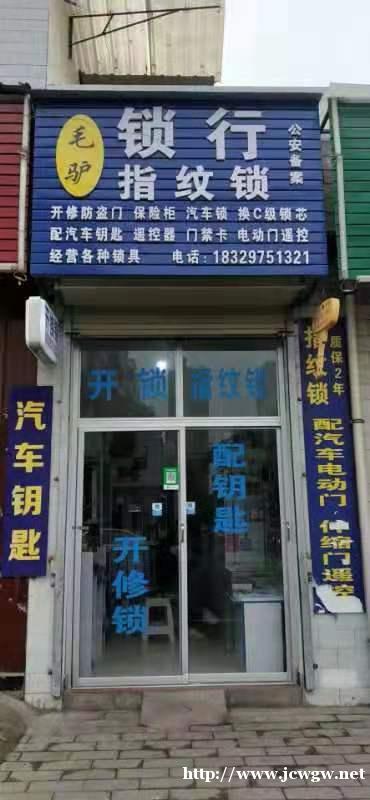 毛驴
锁行
公安备案
指纹锁
开修防盗门 保险柜 汽车锁 换C级锁芯
配汽车钥匙 遥控器 门禁卡 电动门遥控
经营各种锁具 电话:18329751321
开锁 指纹锁
汽车钥匙
配钥匙
开修锁
指纹锁
质保2年
配汽车电动门,伸缩门遥控
http://www.jcwgw.net